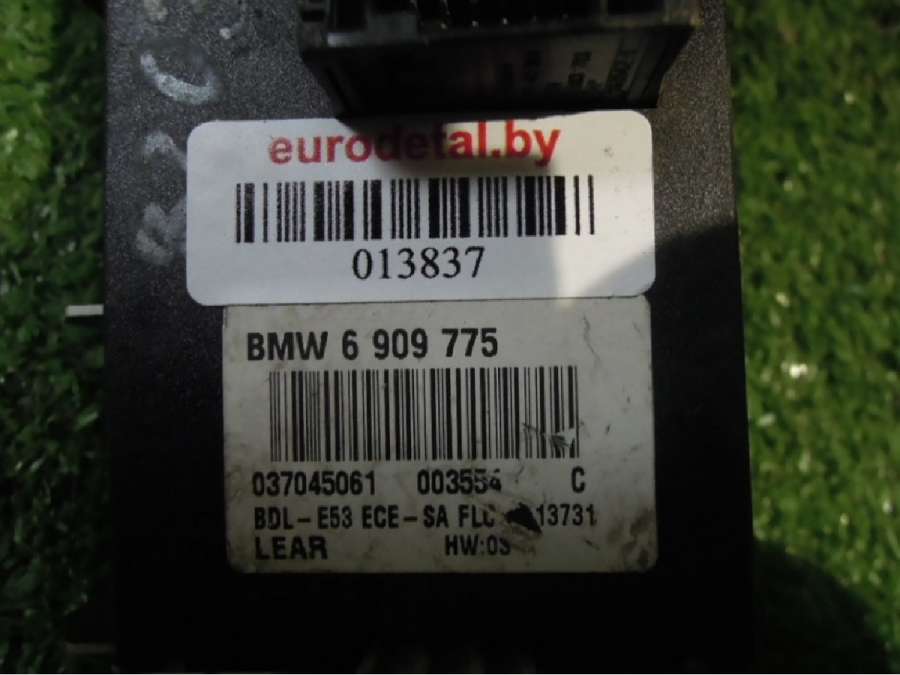 eurodetal.by
013837
BMW 6 909 775
037045061 003554 C
BDL-E53 ECE-SA FLC 13731
LEAR HW:03